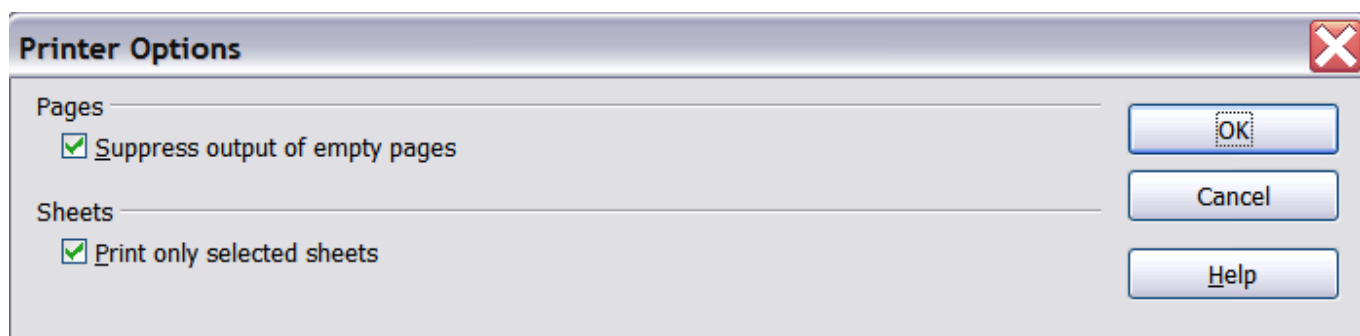 Printer Options
Pages
Suppress output of empty pages
OK
Cancel
Sheets
Print only selected sheets
Help